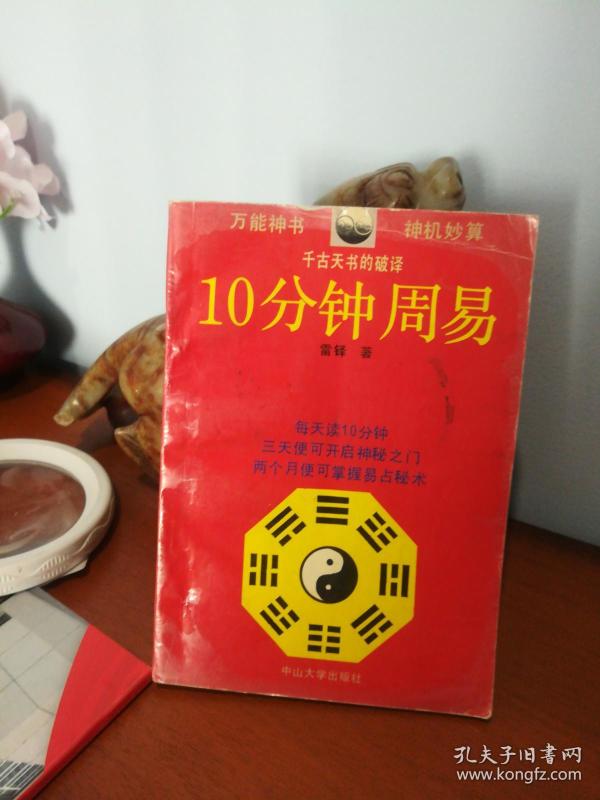 万能神书 神机妙算
千古天书的破译
10分钟周易
雷铎 著
每天读10分钟
三天便可开启神秘之门
两个月便可掌握易占秘术
中山大学出版社
孔夫子旧书网
www.kongfz.com